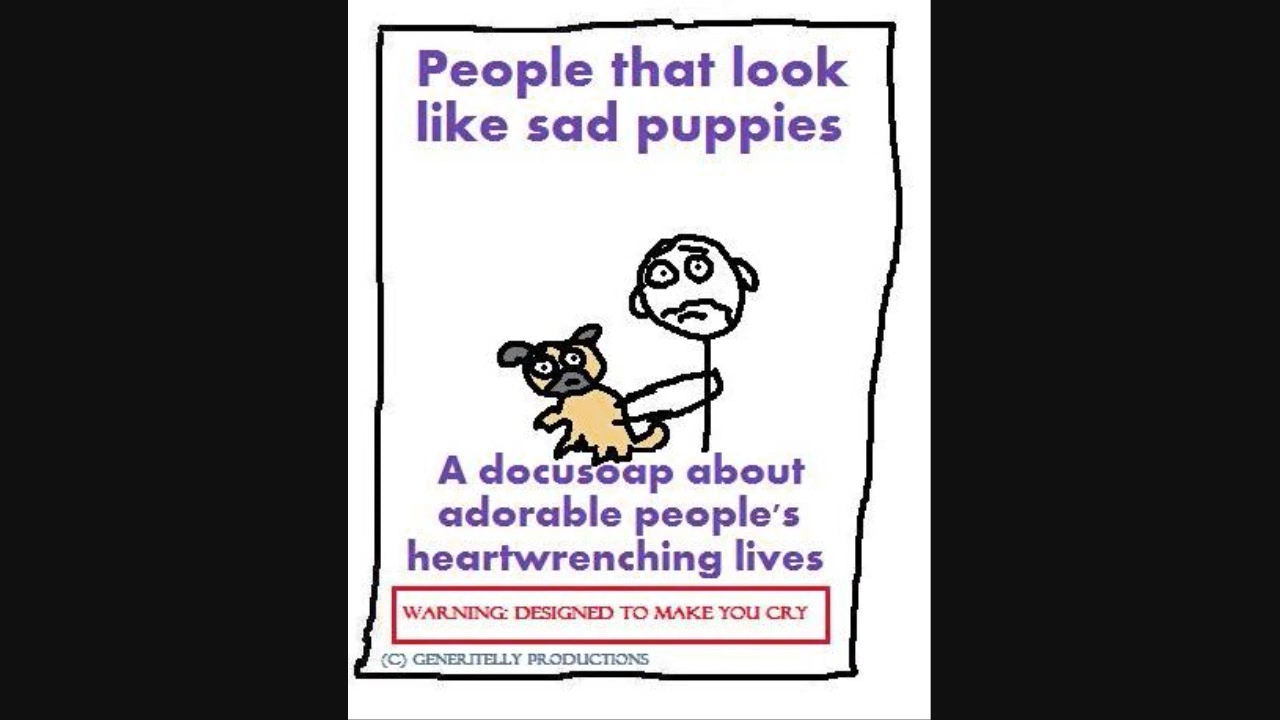 People that look
like sad puppies
A docusoap about
adorable people's
heartwrenching lives
WARNING: DESIGNED TO MAKE YOU CRY
(C) GENERITELLY PRODUCTIONS